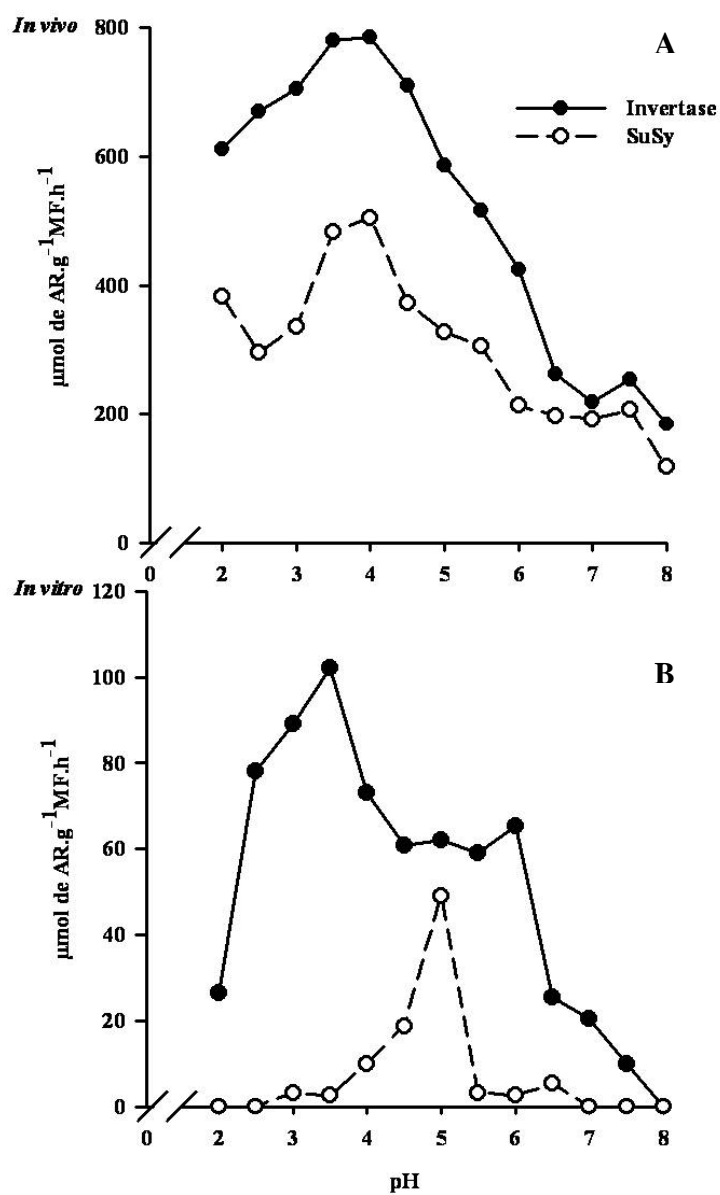 In vivo
A
800
600
400
200
0
µmol de AR.g⁻¹MF.h⁻¹
Invertase
SuSy
0 2 3 4 5 6 7 8
In vitro
B
120
100
80
60
40
20
0
µmol de AR.g⁻¹MF.h⁻¹
0 2 3 4 5 6 7 8
pH